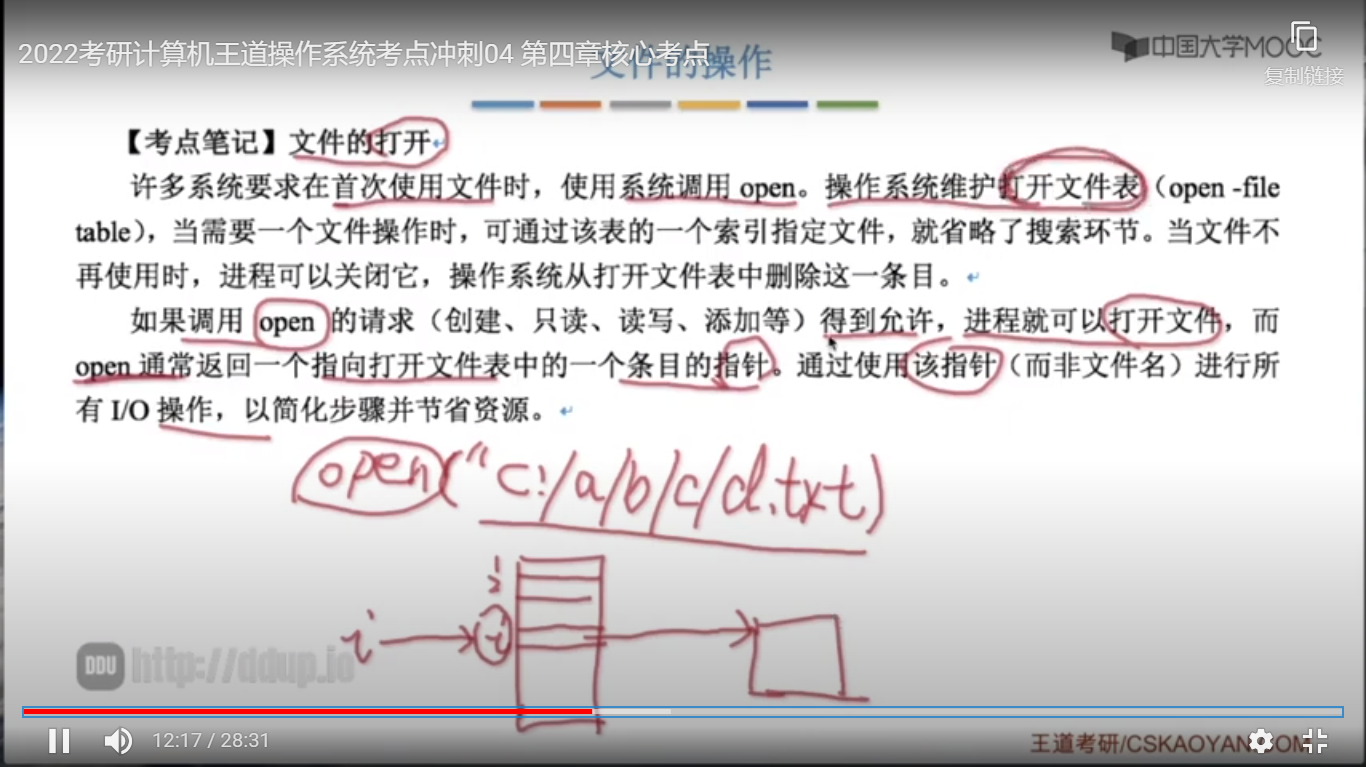 2022考研计算机王道操作系统考点冲刺04 第四章核心考点
文件的操作
中国大学MOOC
复制链接
【考点笔记】文件的打开
许多系统要求在首次使用文件时，使用系统调用 open。操作系统维护打开文件表（open -file
table），当需要一个文件操作时，可通过该表的一个索引指定文件，就省略了搜索环节。当文件不
再使用时，进程可以关闭它，操作系统从打开文件表中删除这一条目。
如果调用 open 的请求（创建、只读、读写、添加等）得到允许，进程就可以打开文件，而
open 通常返回一个指向打开文件表中的一个条目的指针。通过使用该指针（而非文件名）进行所
有 I/O 操作，以简化步骤并节省资源。
open("c:/a/b/c/d.txt)
1
2
i
i
DDU http://ddup.io
12:17 / 28:31
王道考研/CSKAOYAN.COM